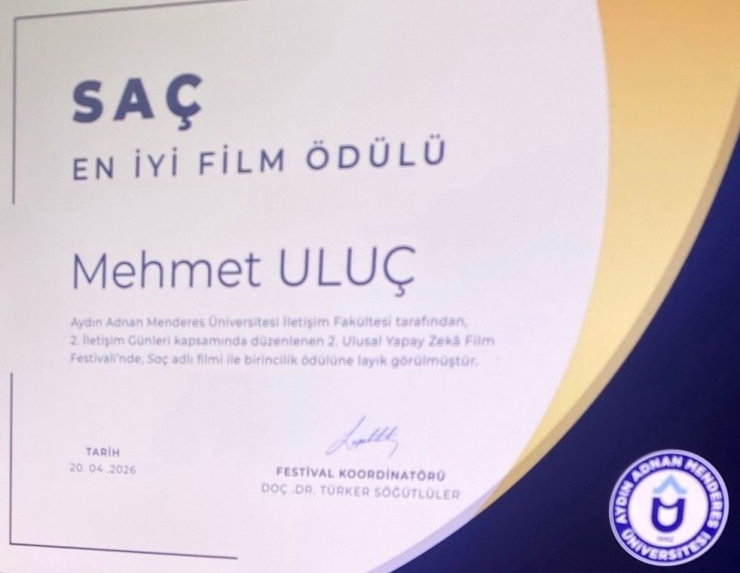 SAÇ
EN İYİ FİLM ÖDÜLÜ
Mehmet ULUÇ
Aydın Adnan Menderes Üniversitesi İletişim Fakültesi tarafından,
2. İletişim Günleri kapsamında düzenlenen 2. Ulusal Yapay Zekâ Film
Festivali'nde, Saç adlı filmi ile birincilik ödülüne layık görülmüştür.
TARİH
20.04.2026
FESTİVAL KOORDİNATÖRÜ
DOÇ.DR. TÜRKER SÖĞÜTLÜLER
AYDIN ADNAN MENDERES
ÜNİVERSİTESİ
1992